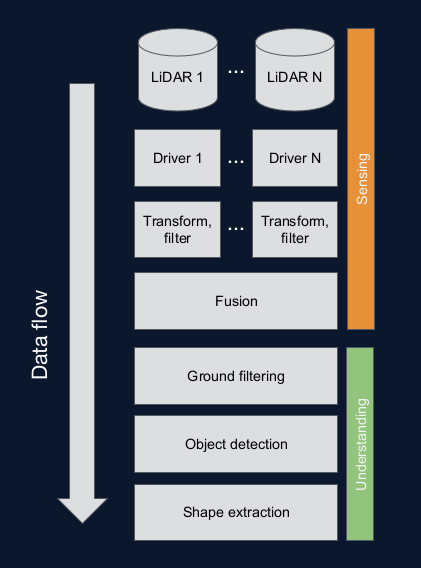 LiDAR 1
...
LiDAR N
Driver 1
...
Driver N
Transform,
filter
...
Transform,
filter
Fusion
Sensing
Ground filtering
Object detection
Shape extraction
Understanding
Data flow